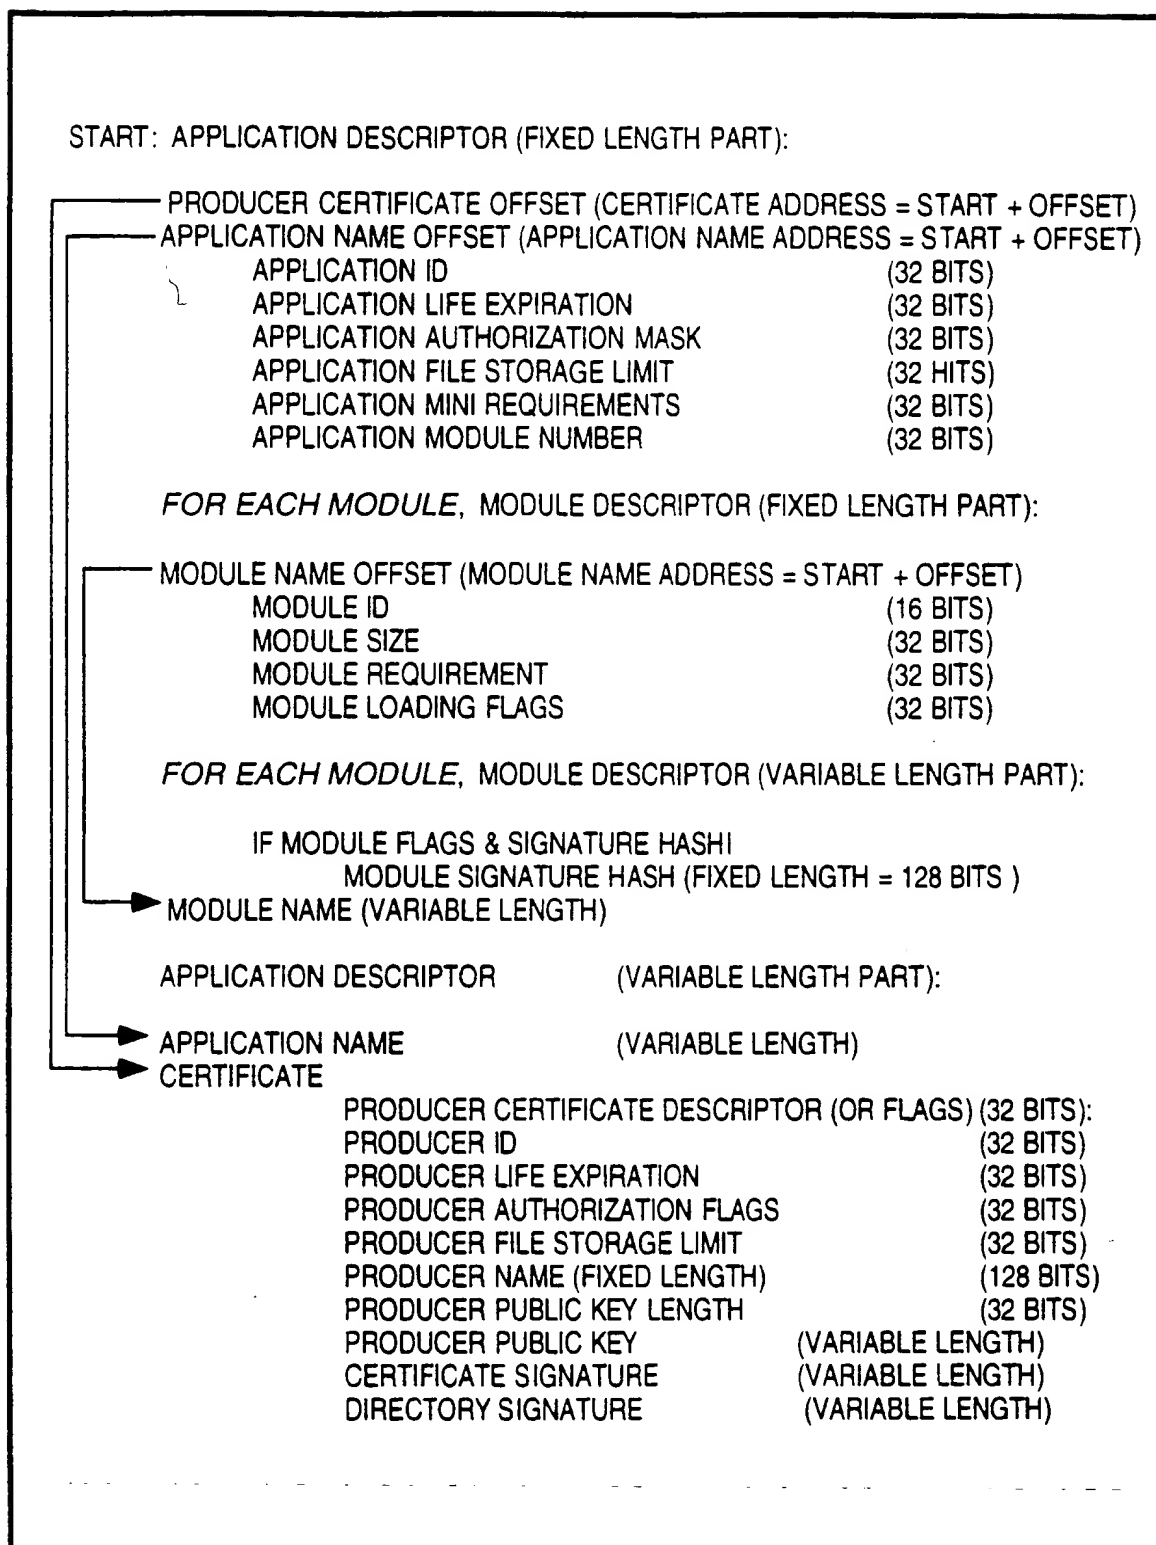 START: APPLICATION DESCRIPTOR (FIXED LENGTH PART):
PRODUCER CERTIFICATE OFFSET (CERTIFICATE ADDRESS = START + OFFSET)
APPLICATION NAME OFFSET (APPLICATION NAME ADDRESS = START + OFFSET)
APPLICATION ID (32 BITS)
APPLICATION LIFE EXPIRATION (32 BITS)
APPLICATION AUTHORIZATION MASK (32 BITS)
APPLICATION FILE STORAGE LIMIT (32 HITS)
APPLICATION MINI REQUIREMENTS (32 BITS)
APPLICATION MODULE NUMBER (32 BITS)
FOR EACH MODULE, MODULE DESCRIPTOR (FIXED LENGTH PART):
MODULE NAME OFFSET (MODULE NAME ADDRESS = START + OFFSET)
MODULE ID (16 BITS)
MODULE SIZE (32 BITS)
MODULE REQUIREMENT (32 BITS)
MODULE LOADING FLAGS (32 BITS)
FOR EACH MODULE, MODULE DESCRIPTOR (VARIABLE LENGTH PART):
IF MODULE FLAGS & SIGNATURE HASHI
MODULE SIGNATURE HASH (FIXED LENGTH = 128 BITS )
MODULE NAME (VARIABLE LENGTH)
APPLICATION DESCRIPTOR (VARIABLE LENGTH PART):
APPLICATION NAME (VARIABLE LENGTH)
CERTIFICATE
PRODUCER CERTIFICATE DESCRIPTOR (OR FLAGS) (32 BITS):
PRODUCER ID (32 BITS)
PRODUCER LIFE EXPIRATION (32 BITS)
PRODUCER AUTHORIZATION FLAGS (32 BITS)
PRODUCER FILE STORAGE LIMIT (32 BITS)
PRODUCER NAME (FIXED LENGTH) (128 BITS)
PRODUCER PUBLIC KEY LENGTH (32 BITS)
PRODUCER PUBLIC KEY (VARIABLE LENGTH)
CERTIFICATE SIGNATURE (VARIABLE LENGTH)
DIRECTORY SIGNATURE (VARIABLE LENGTH)